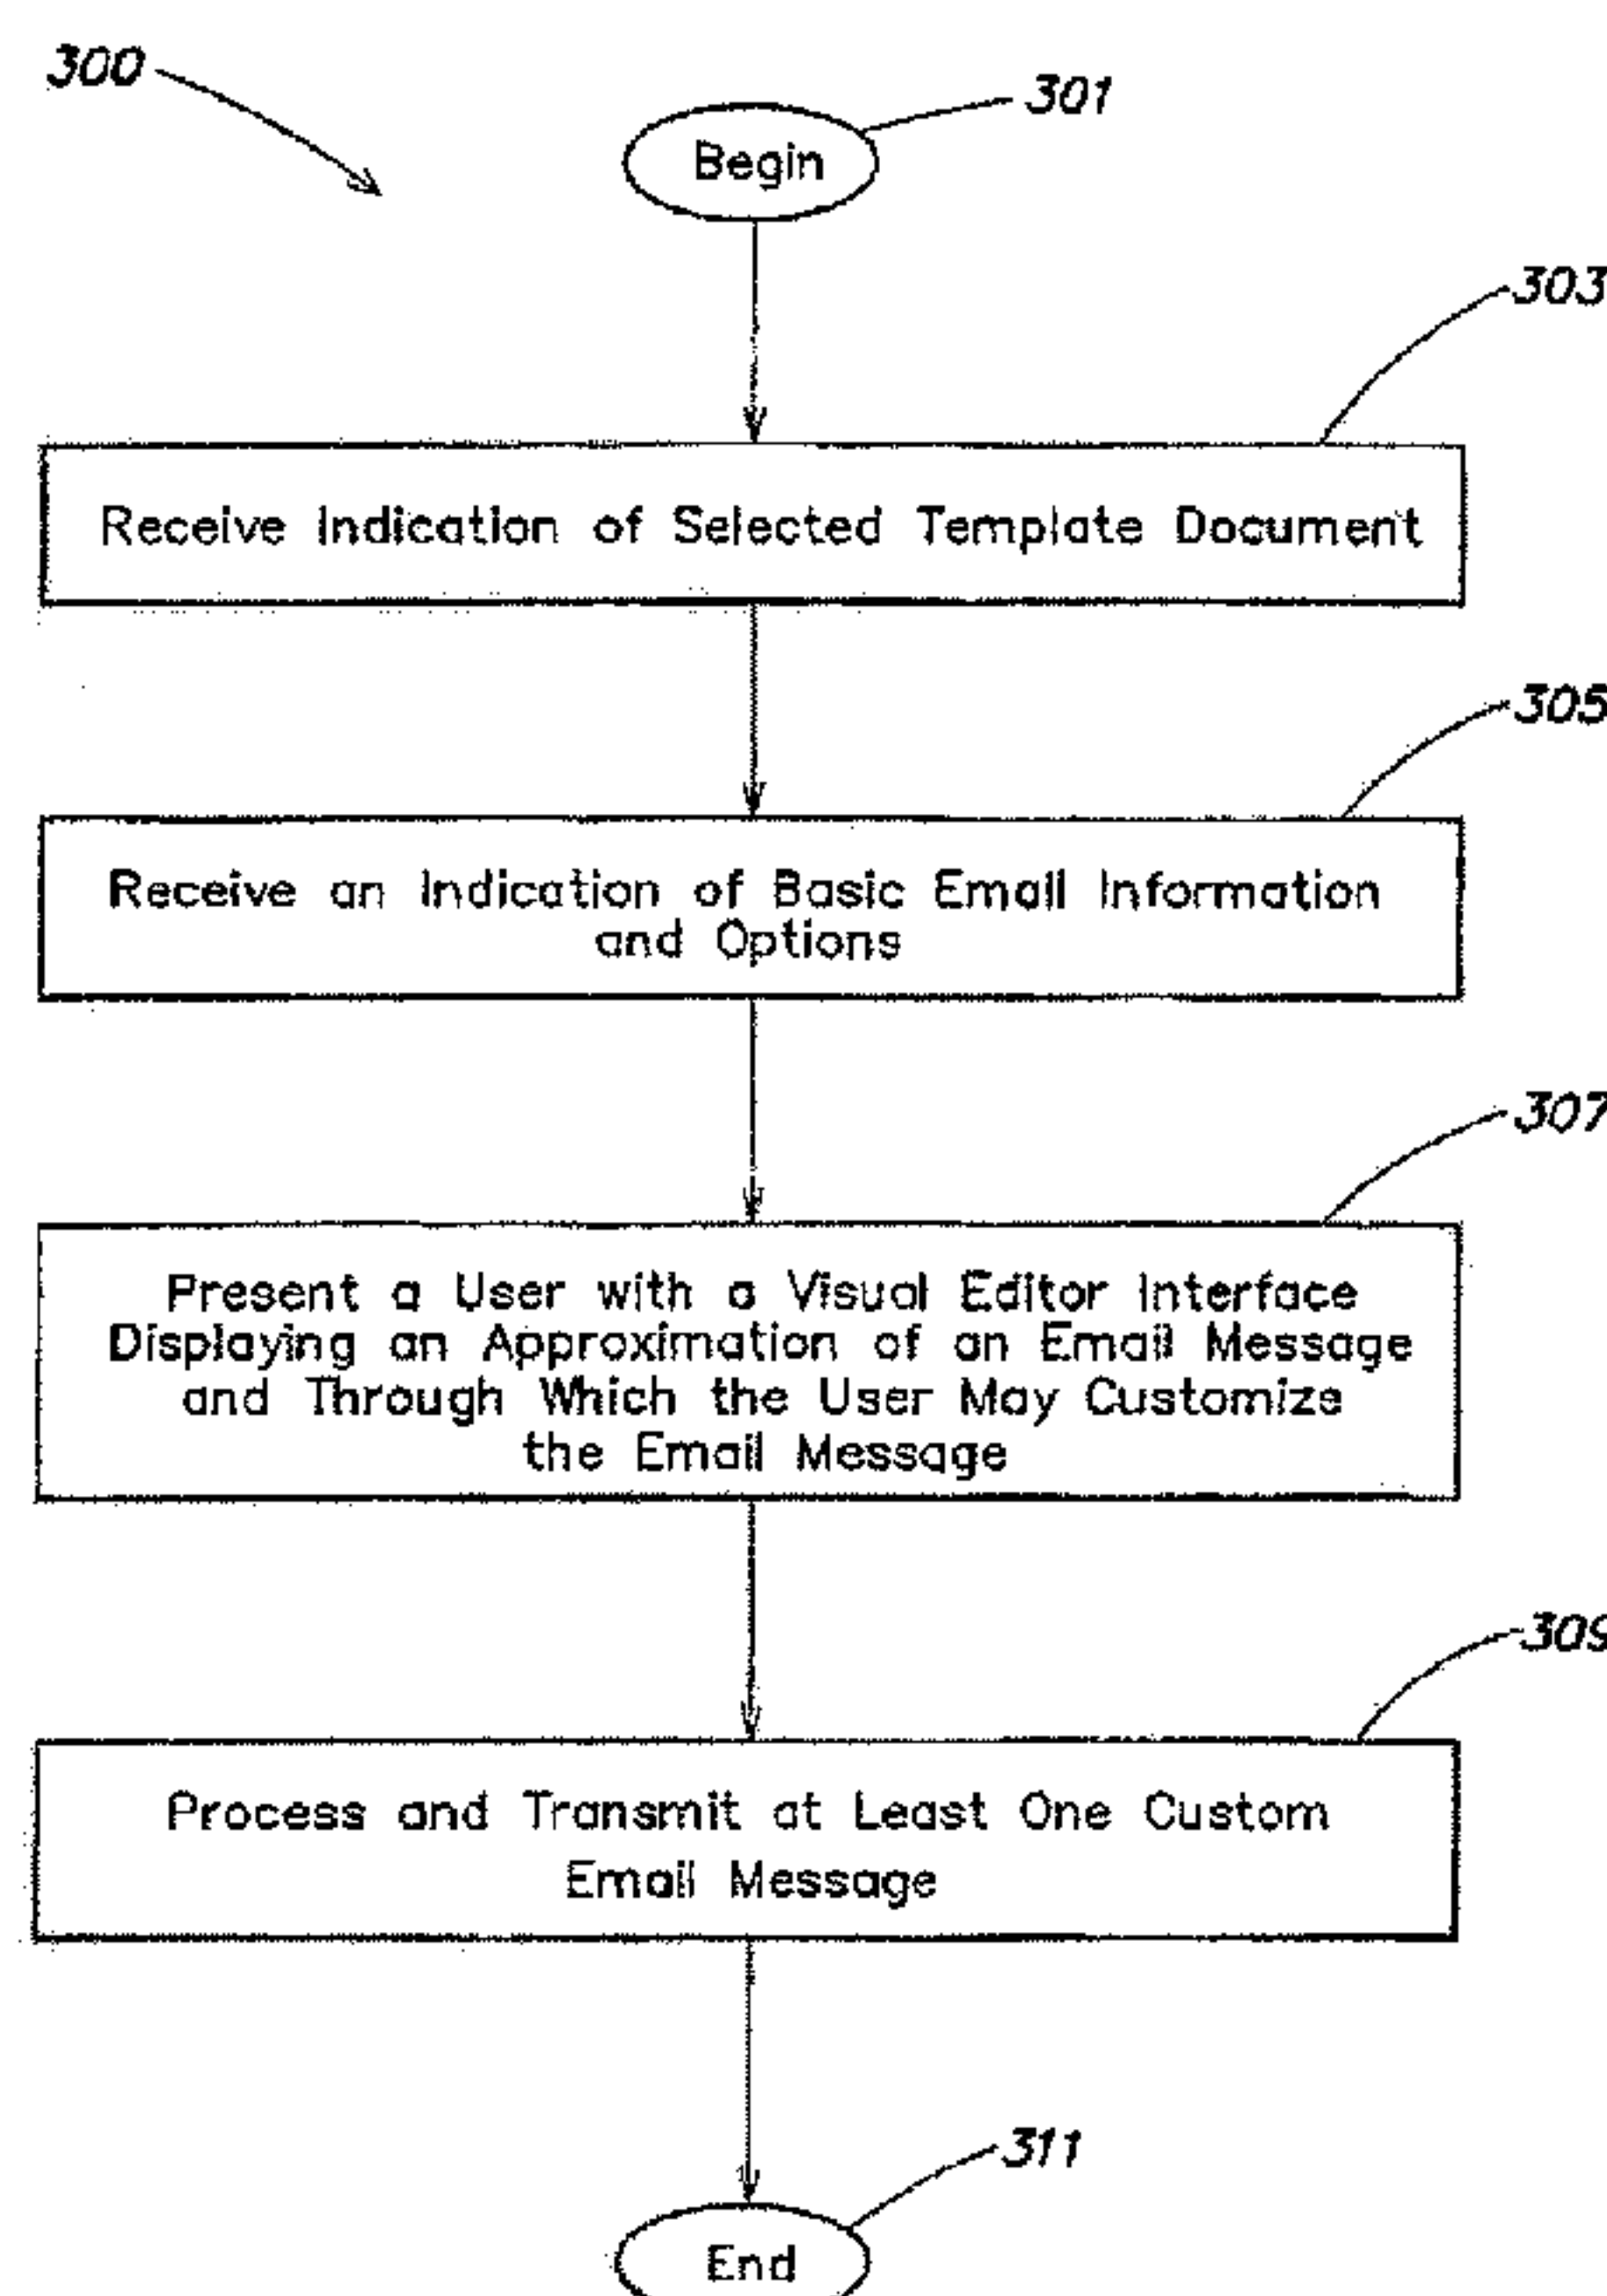 300
301
Begin
303
Receive Indication of Selected Template Document
305
Receive an Indication of Basic Email Information
and Options
307
Present a User with a Visual Editor Interface
Displaying an Approximation of an Email Message
and Through Which the User May Customize
the Email Message
309
Process and Transmit at Least One Custom
Email Message
311
End